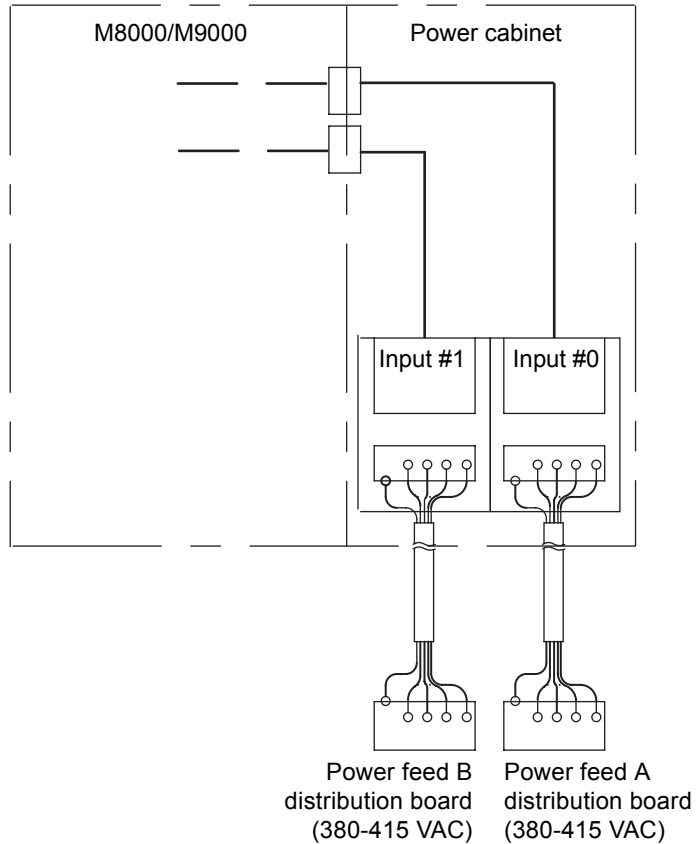 M8000/M9000
Power cabinet
Input #1
Input #0
Power feed B
distribution board
(380-415 VAC)
Power feed A
distribution board
(380-415 VAC)